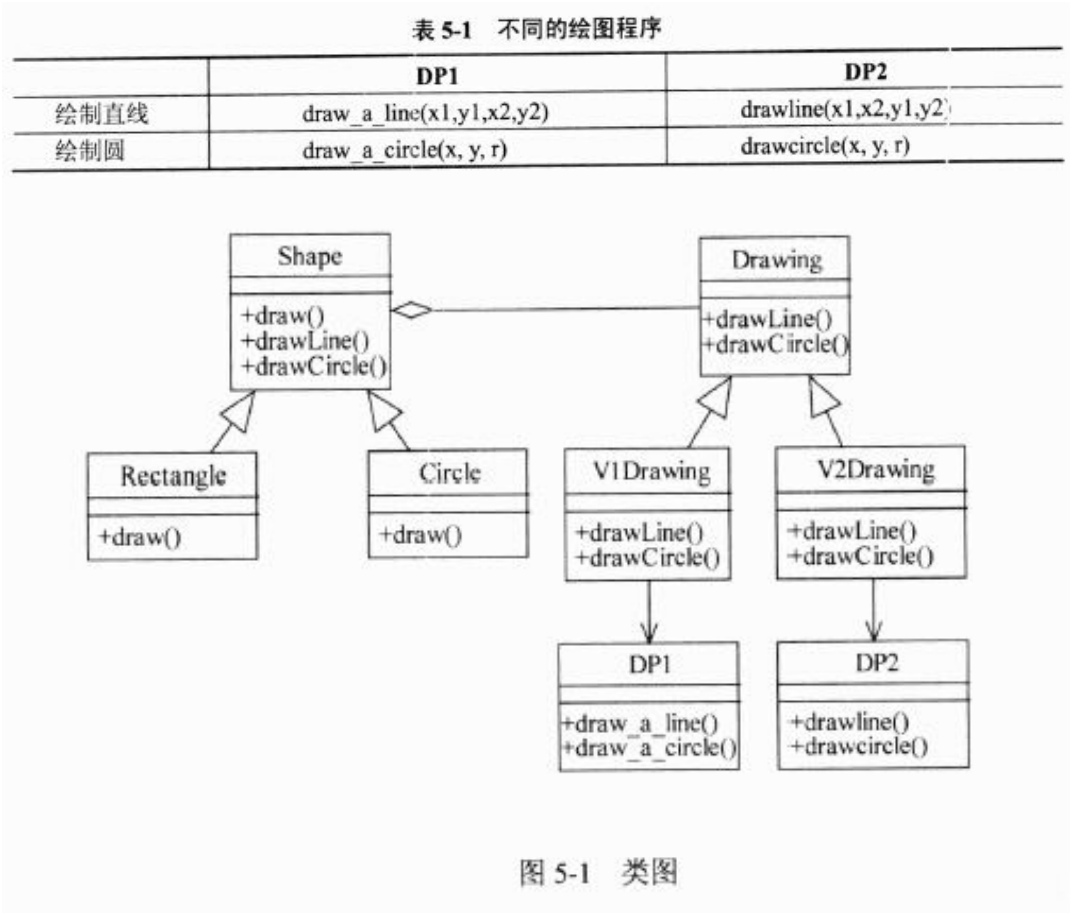 表 5-1 不同的绘图程序
DP1 DP2
绘制直线 draw_a_line(x1,y1,x2,y2) drawline(x1,x2,y1,y2)
绘制圆 draw_a_circle(x, y, r) drawcircle(x, y, r)
Shape
+draw()
+drawLine()
+drawCircle()
Drawing
+drawLine()
+drawCircle()
Rectangle
+draw()
Circle
+draw()
V1Drawing
+drawLine()
+drawCircle()
V2Drawing
+drawLine()
+drawCircle()
DP1
+draw_a_line()
+draw_a_circle()
DP2
+drawline()
+drawcircle()
图 5-1 类图